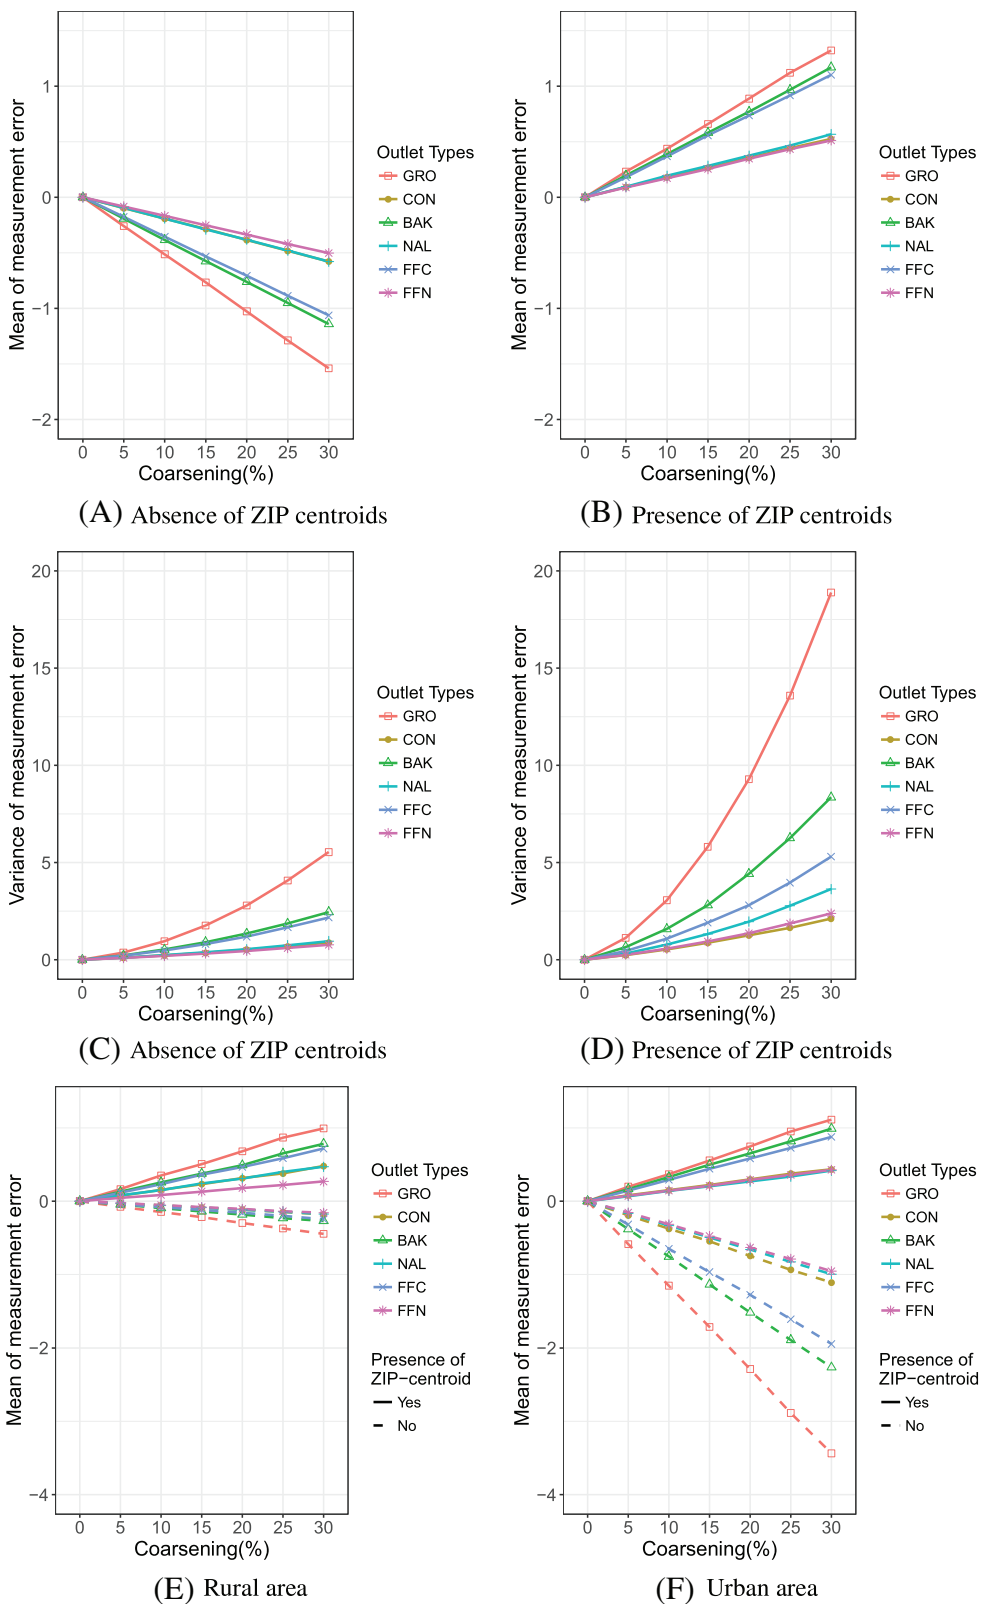 Mean of measurement error
1
0
−1
−2
0 5 10 15 20 25 30
Coarsening(%)
Outlet Types
GRO
CON
BAK
NAL
FFC
FFN
(A) Absence of ZIP centroids
Mean of measurement error
1
0
−1
−2
0 5 10 15 20 25 30
Coarsening(%)
Outlet Types
GRO
CON
BAK
NAL
FFC
FFN
(B) Presence of ZIP centroids
Variance of measurement error
20
15
10
5
0
0 5 10 15 20 25 30
Coarsening(%)
Outlet Types
GRO
CON
BAK
NAL
FFC
FFN
(C) Absence of ZIP centroids
Variance of measurement error
20
15
10
5
0
0 5 10 15 20 25 30
Coarsening(%)
Outlet Types
GRO
CON
BAK
NAL
FFC
FFN
(D) Presence of ZIP centroids
Mean of measurement error
0
−2
−4
0 5 10 15 20 25 30
Coarsening(%)
Outlet Types
GRO
CON
BAK
NAL
FFC
FFN
Presence of
ZIP−centroid
Yes
No
(E) Rural area
Mean of measurement error
0
−2
−4
0 5 10 15 20 25 30
Coarsening(%)
Outlet Types
GRO
CON
BAK
NAL
FFC
FFN
Presence of
ZIP−centroid
Yes
No
(F) Urban area